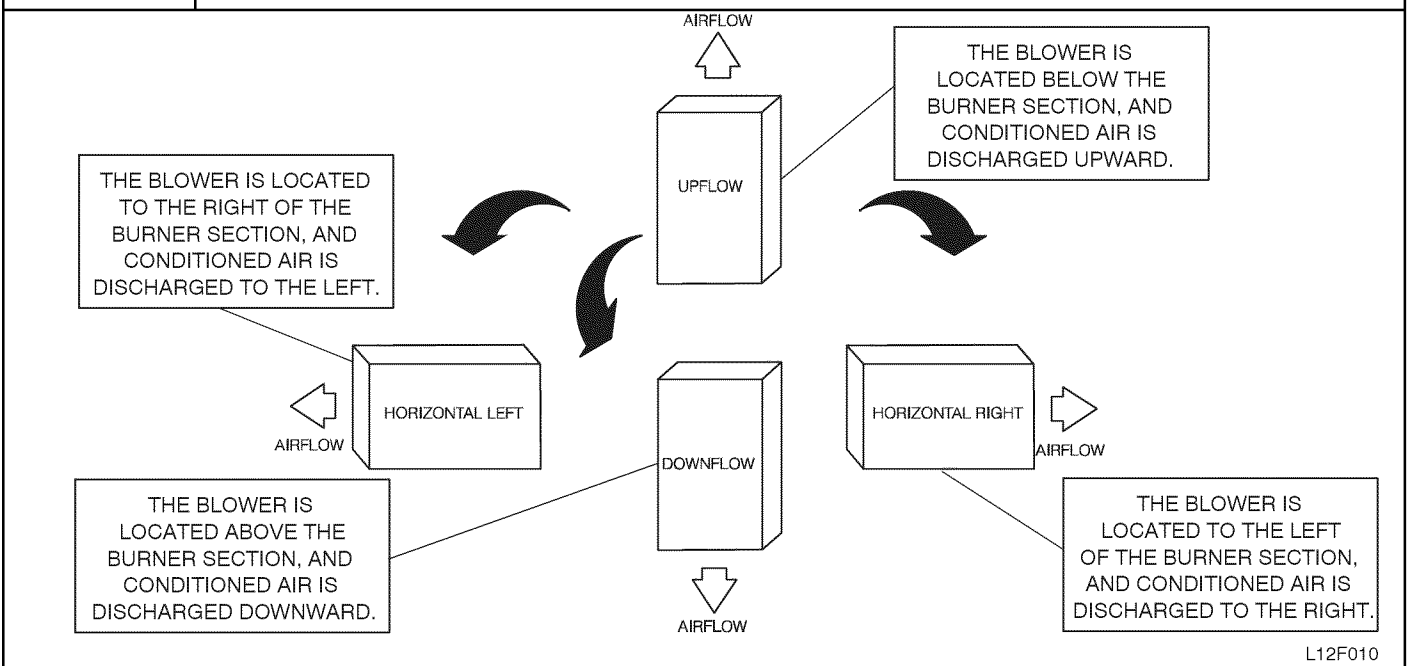 AIRFLOW
THE BLOWER IS
LOCATED BELOW THE
BURNER SECTION, AND
CONDITIONED AIR IS
DISCHARGED UPWARD.
UPFLOW
THE BLOWER IS LOCATED
TO THE RIGHT OF THE
BURNER SECTION, AND
CONDITIONED AIR IS
DISCHARGED TO THE LEFT.
HORIZONTAL LEFT
AIRFLOW
HORIZONTAL RIGHT
AIRFLOW
DOWNFLOW
THE BLOWER IS
LOCATED ABOVE THE
BURNER SECTION, AND
CONDITIONED AIR IS
DISCHARGED DOWNWARD.
AIRFLOW
THE BLOWER IS
LOCATED TO THE LEFT
OF THE BURNER SECTION,
AND CONDITIONED AIR IS
DISCHARGED TO THE RIGHT.
L12F010